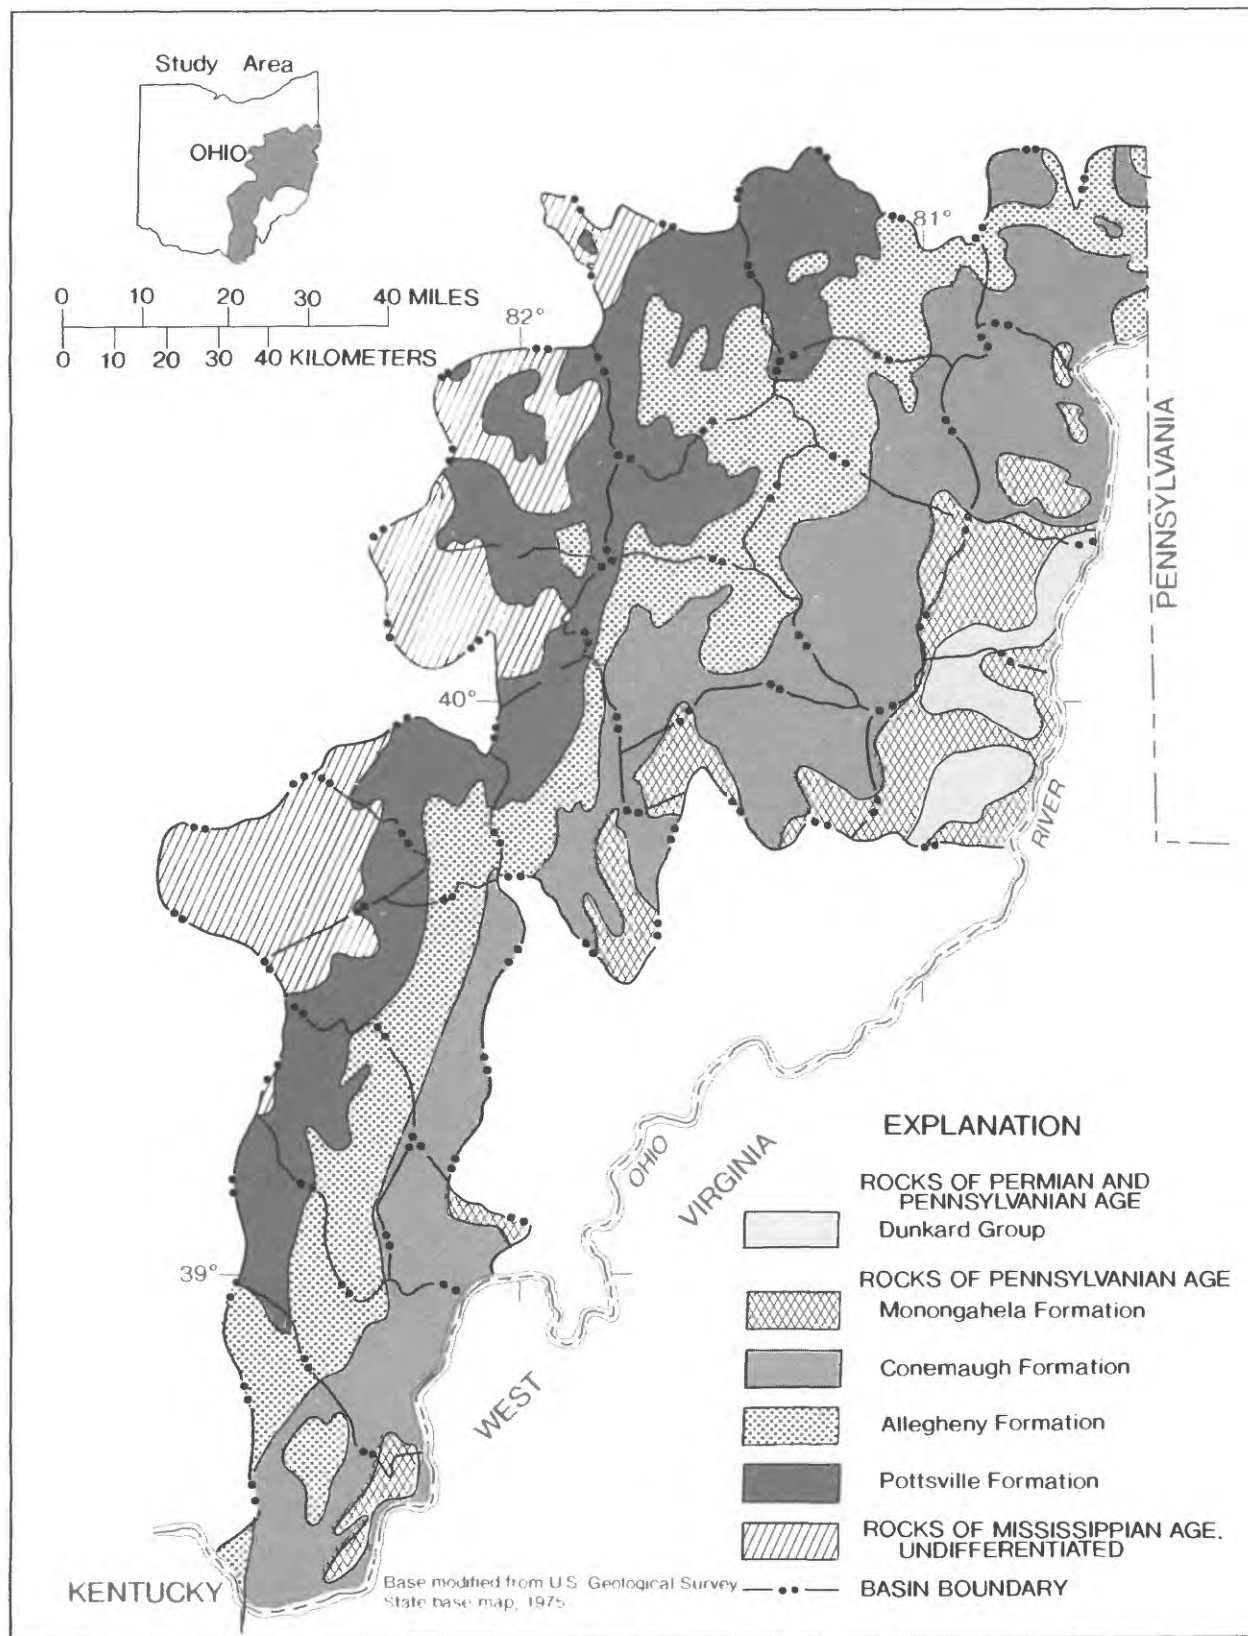 Study Area
OHIO
0 10 20 30 40 MILES
0 10 20 30 40 KILOMETERS
81°
82°
PENNSYLVANIA
40°
RIVER
OHIO
VIRGINIA
39°
WEST
KENTUCKY
EXPLANATION
ROCKS OF PERMIAN AND
PENNSYLVANIAN AGE
Dunkard Group
ROCKS OF PENNSYLVANIAN AGE
Monongahela Formation
Conemaugh Formation
Allegheny Formation
Pottsville Formation
ROCKS OF MISSISSIPPIAN AGE.
UNDIFFERENTIATED
BASIN BOUNDARY
Base modified from U.S. Geological Survey
State base map, 1975